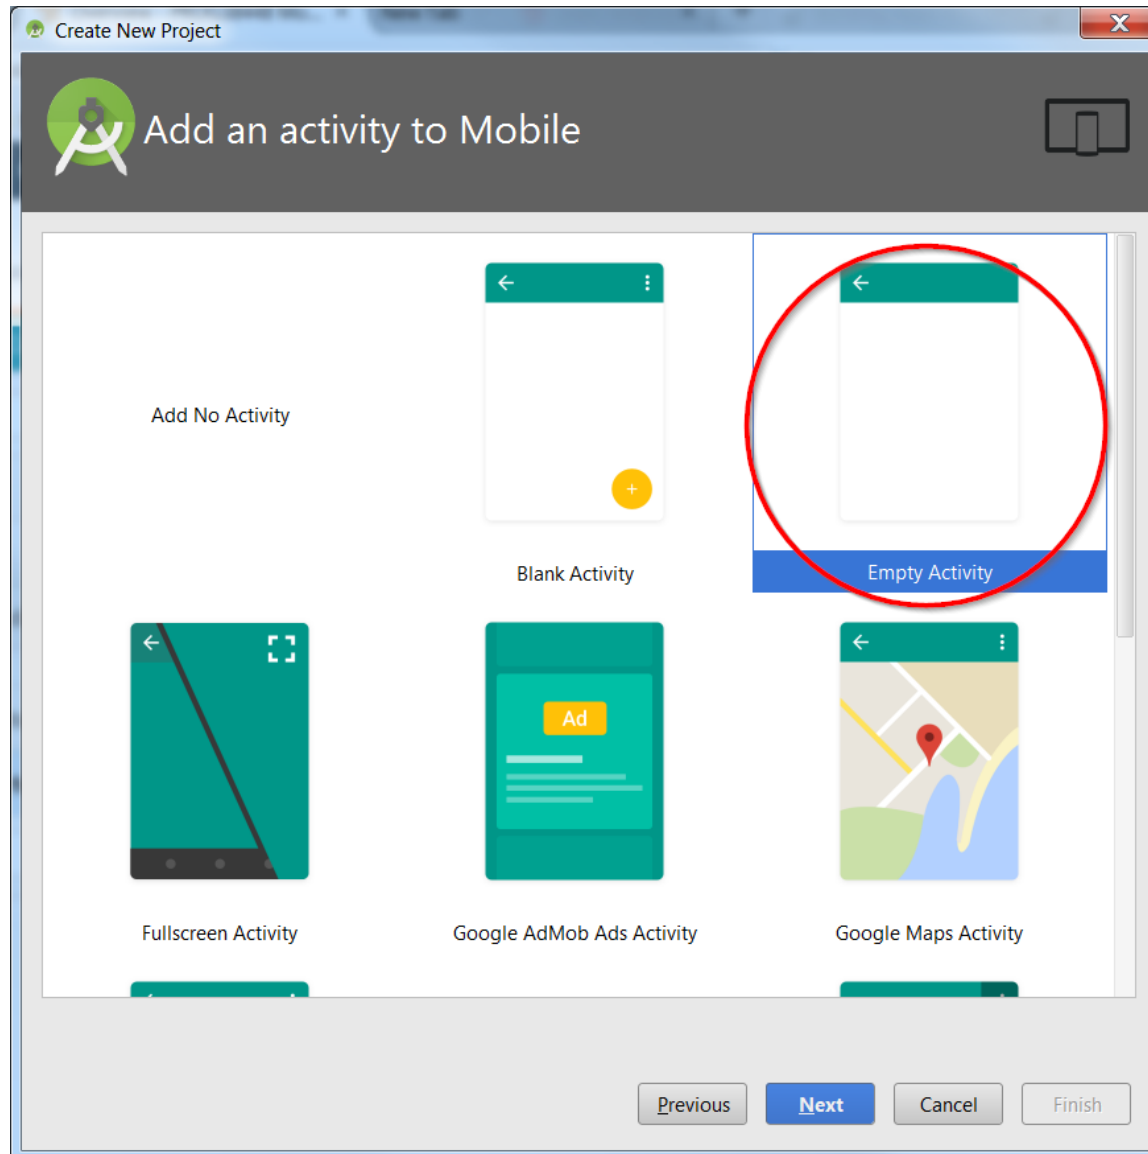 Create New Project
Add an activity to Mobile
Add No Activity
Blank Activity
Empty Activity
Ad
Fullscreen Activity
Google AdMob Ads Activity
Google Maps Activity
Previous
Next
Cancel
Finish